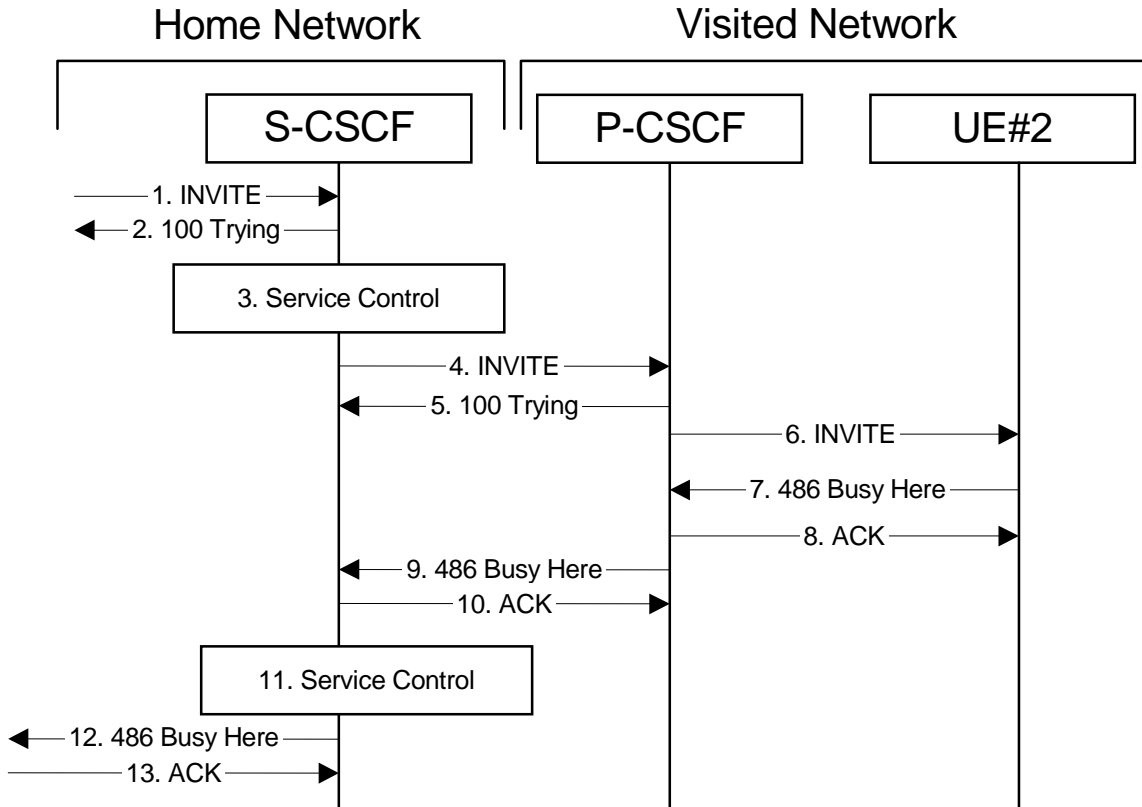 Home Network
Visited Network
S-CSCF
P-CSCF
UE#2
1. INVITE
2. 100 Trying
3. Service Control
4. INVITE
5. 100 Trying
6. INVITE
7. 486 Busy Here
8. ACK
9. 486 Busy Here
10. ACK
11. Service Control
12. 486 Busy Here
13. ACK